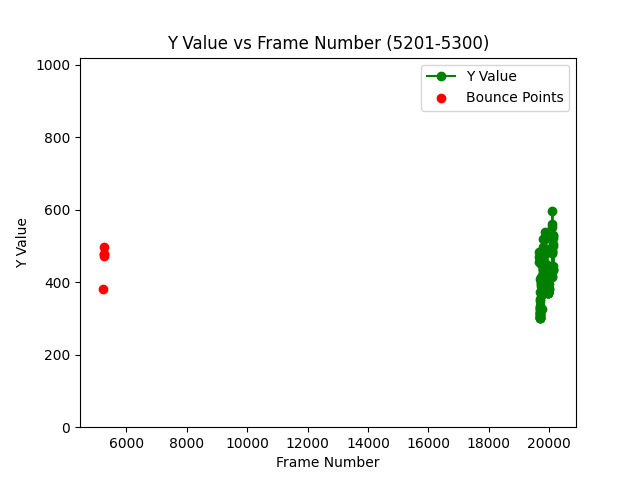 Y Value vs Frame Number (5201-5300)
Y Value
Bounce Points
1000
800
600
400
200
0
Y Value
6000 8000 10000 12000 14000 16000 18000 20000
Frame Number